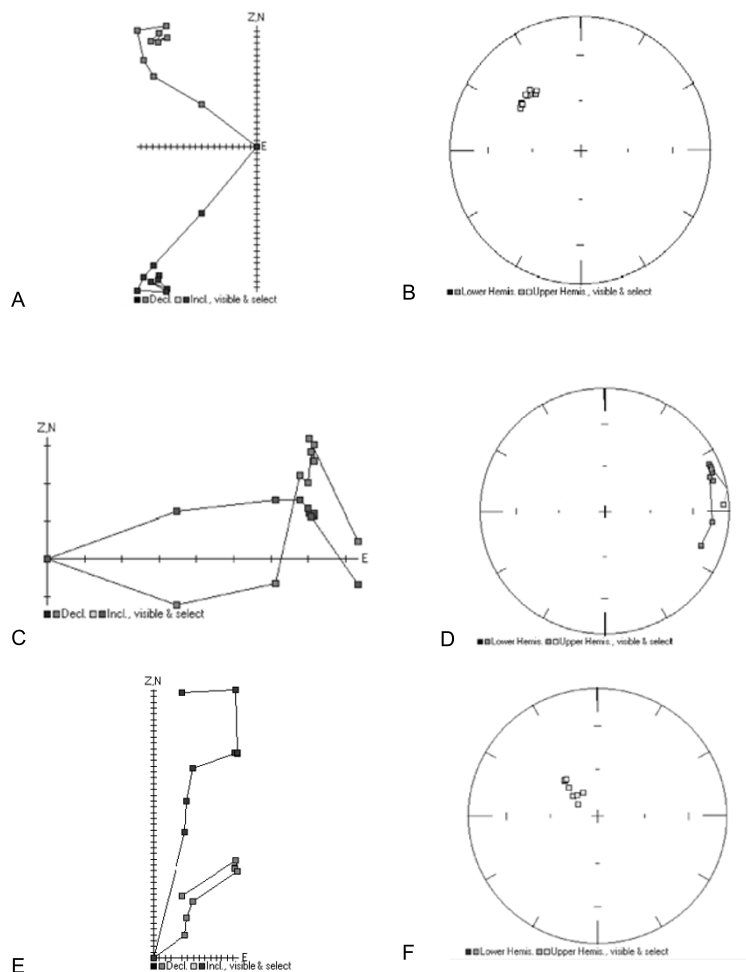 Z,N
E
A
Decl. Incl., visible & select
B
Lower Hemis. Upper Hemis., visible & select
Z,N
E
C
Decl. Incl., visible & select
D
Lower Hemis. Upper Hemis., visible & select
Z,N
E
E
Decl. Incl., visible & select
F
Lower Hemis. Upper Hemis., visible & select